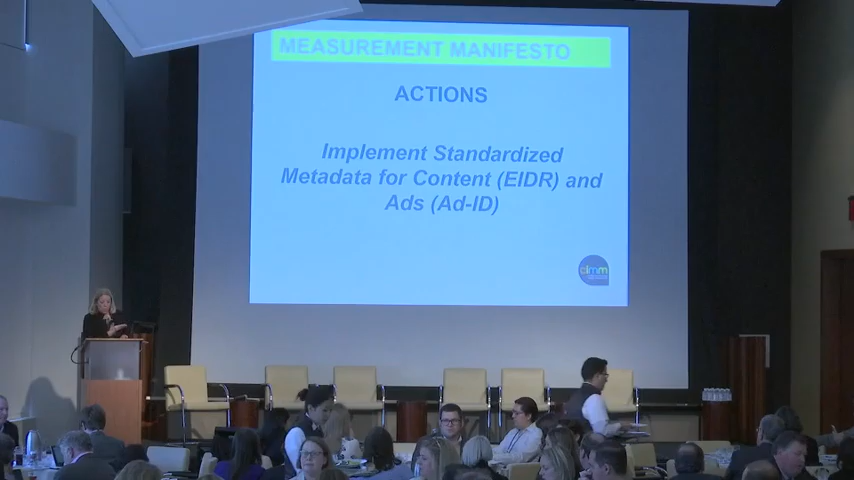 MEASUREMENT MANIFESTO
ACTIONS
Implement Standardized
Metadata for Content (EIDR) and
Ads (Ad-ID)
cimm